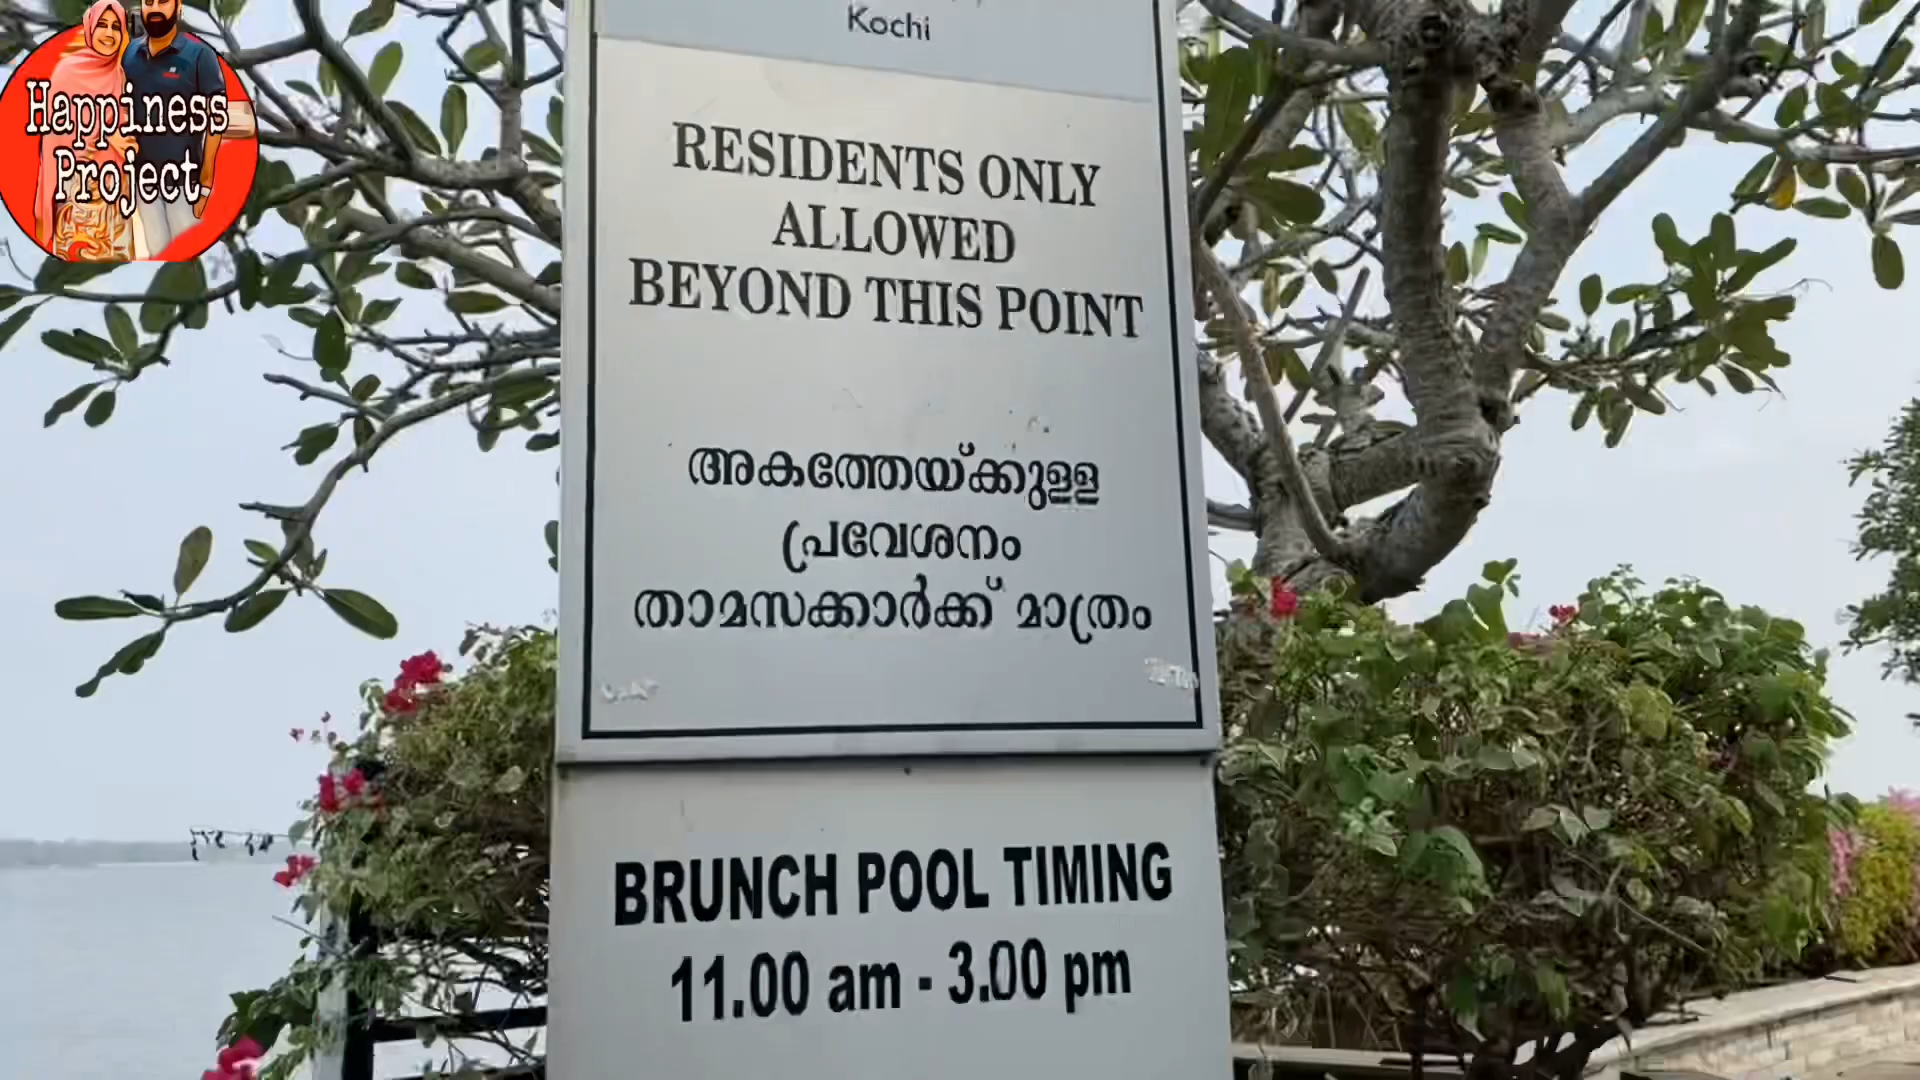 Happiness
Project
Kochi
RESIDENTS ONLY
ALLOWED
BEYOND THIS POINT
അകത്തേയ്ക്കുള്ള
പ്രവേശനം
താമസക്കാർക്ക് മാത്രം
BRUNCH POOL TIMING
11.00 am - 3.00 pm